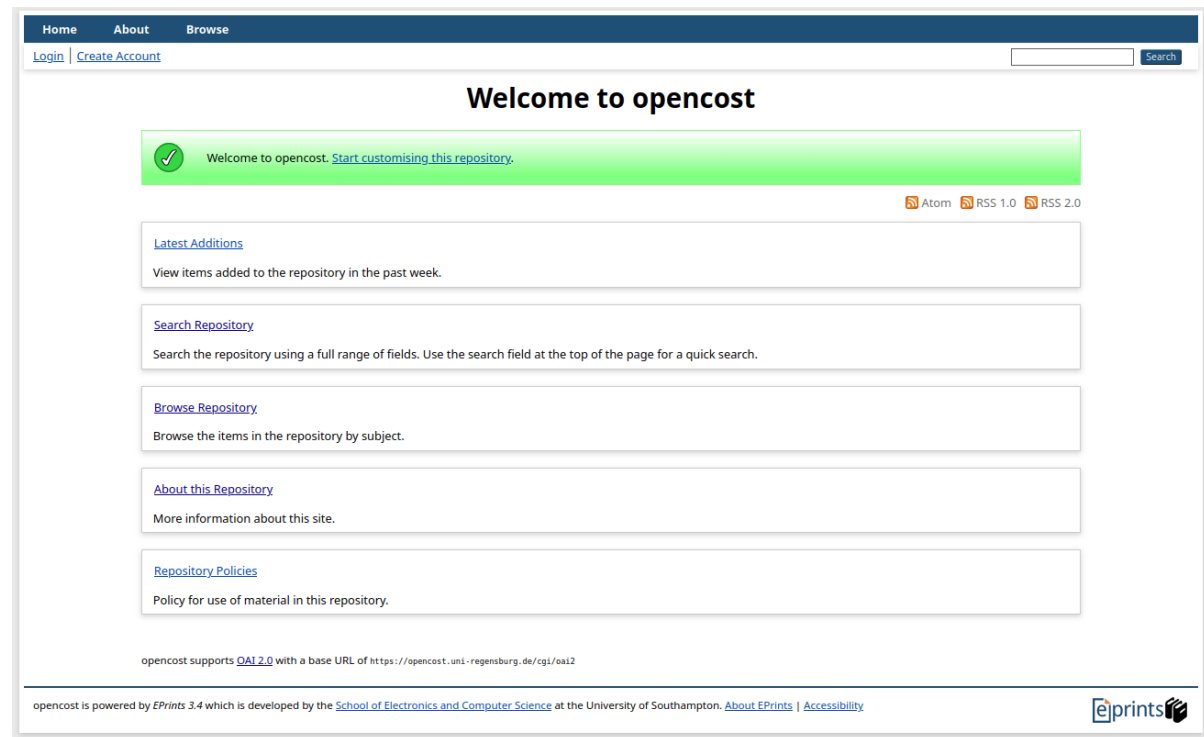 Home About Browse
Login | Create Account
Search
Welcome to opencost
Welcome to opencost. Start customising this repository.
Atom RSS 1.0 RSS 2.0
Latest Additions
View items added to the repository in the past week.
Search Repository
Search the repository using a full range of fields. Use the search field at the top of the page for a quick search.
Browse Repository
Browse the items in the repository by subject.
About this Repository
More information about this site.
Repository Policies
Policy for use of material in this repository.
opencost supports OAI 2.0 with a base URL of https://opencost.uni-regensburg.de/cgi/oai2
opencost is powered by EPrints 3.4 which is developed by the School of Electronics and Computer Science at the University of Southampton. About EPrints | Accessibility
eprints